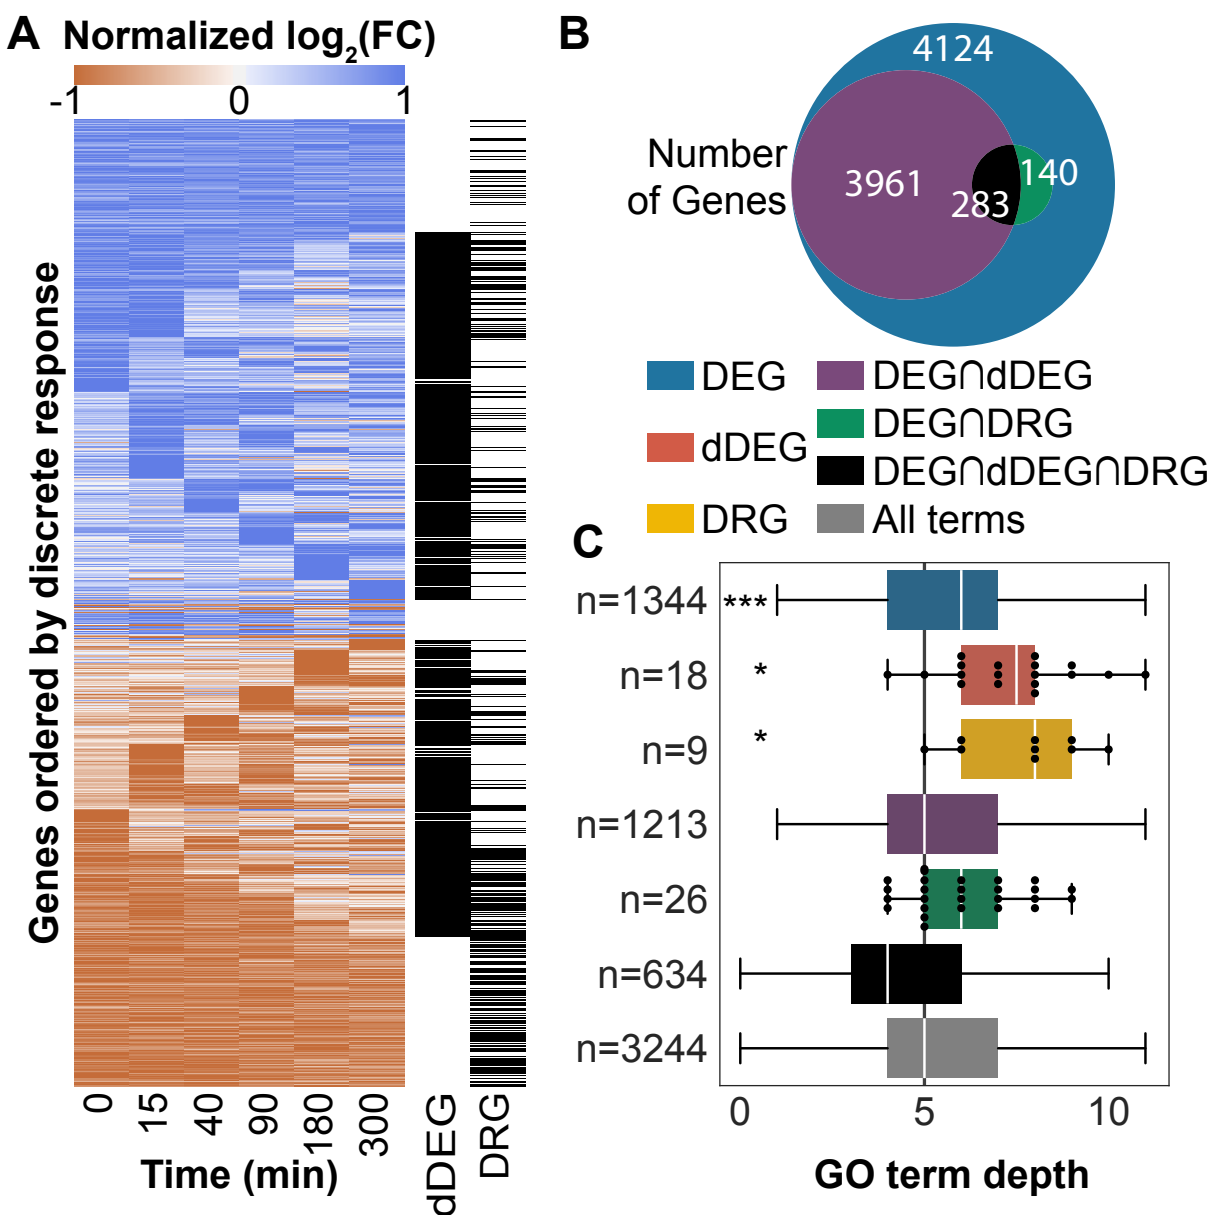 A Normalized log2(FC)
-1 0 1
Genes ordered by discrete response
0 15 40 90 180 300 dDEG DRG
Time (min)
B
Number
of Genes
4124
3961
283
140
DEG
dDEG
DRG
DEG∩dDEG
DEG∩DRG
DEG∩dDEG∩DRG
All terms
C
n=1344 ***
n=18 *
n=9 *
n=1213
n=26
n=634
n=3244
0 5 10
GO term depth